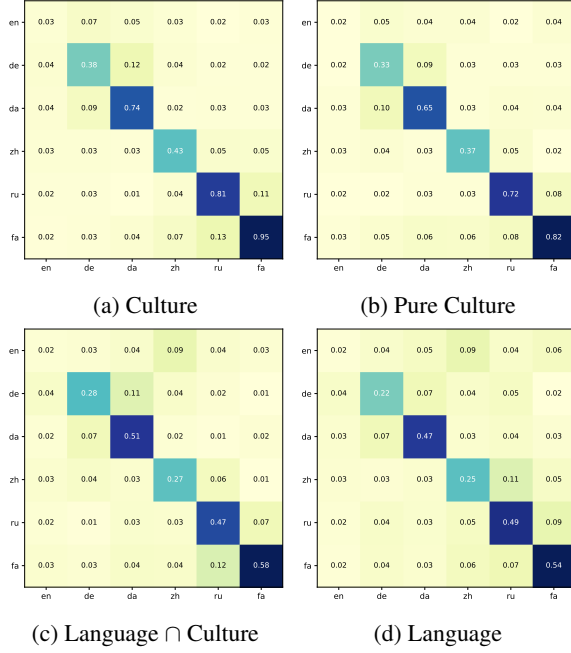 en 0.03 0.07 0.05 0.04 0.02 0.03
de 0.04 0.38 0.12 0.04 0.02 0.02
da 0.04 0.09 0.74 0.02 0.03 0.03
zh 0.03 0.03 0.03 0.43 0.05 0.05
ru 0.02 0.03 0.01 0.04 0.81 0.11
fa 0.02 0.03 0.04 0.07 0.13 0.95
en de da zh ru fa
(a) Culture
en 0.02 0.05 0.04 0.04 0.02 0.04
de 0.02 0.33 0.09 0.03 0.03 0.03
da 0.03 0.10 0.65 0.03 0.04 0.04
zh 0.03 0.03 0.03 0.37 0.05 0.02
ru 0.02 0.02 0.03 0.03 0.72 0.08
fa 0.03 0.05 0.06 0.06 0.08 0.82
en de da zh ru fa
(b) Pure Culture
en 0.02 0.03 0.04 0.09 0.04 0.03
de 0.04 0.28 0.11 0.04 0.02 0.01
da 0.02 0.07 0.51 0.02 0.01 0.02
zh 0.03 0.04 0.03 0.27 0.06 0.01
ru 0.02 0.01 0.03 0.03 0.47 0.07
fa 0.03 0.03 0.04 0.04 0.12 0.58
en de da zh ru fa
(c) Language ∩ Culture
en 0.02 0.04 0.05 0.09 0.04 0.06
de 0.04 0.22 0.07 0.04 0.05 0.02
da 0.03 0.07 0.47 0.03 0.04 0.03
zh 0.03 0.03 0.03 0.25 0.11 0.05
ru 0.02 0.04 0.03 0.05 0.49 0.09
fa 0.02 0.04 0.04 0.06 0.07 0.54
en de da zh ru fa
(d) Language